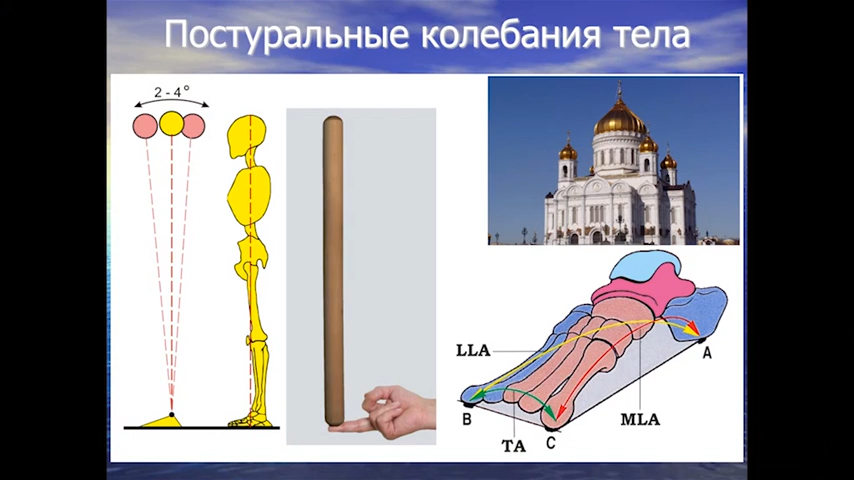 Постуральные колебания тела
2 - 4°
LLA
A
B
MLA
TA
C